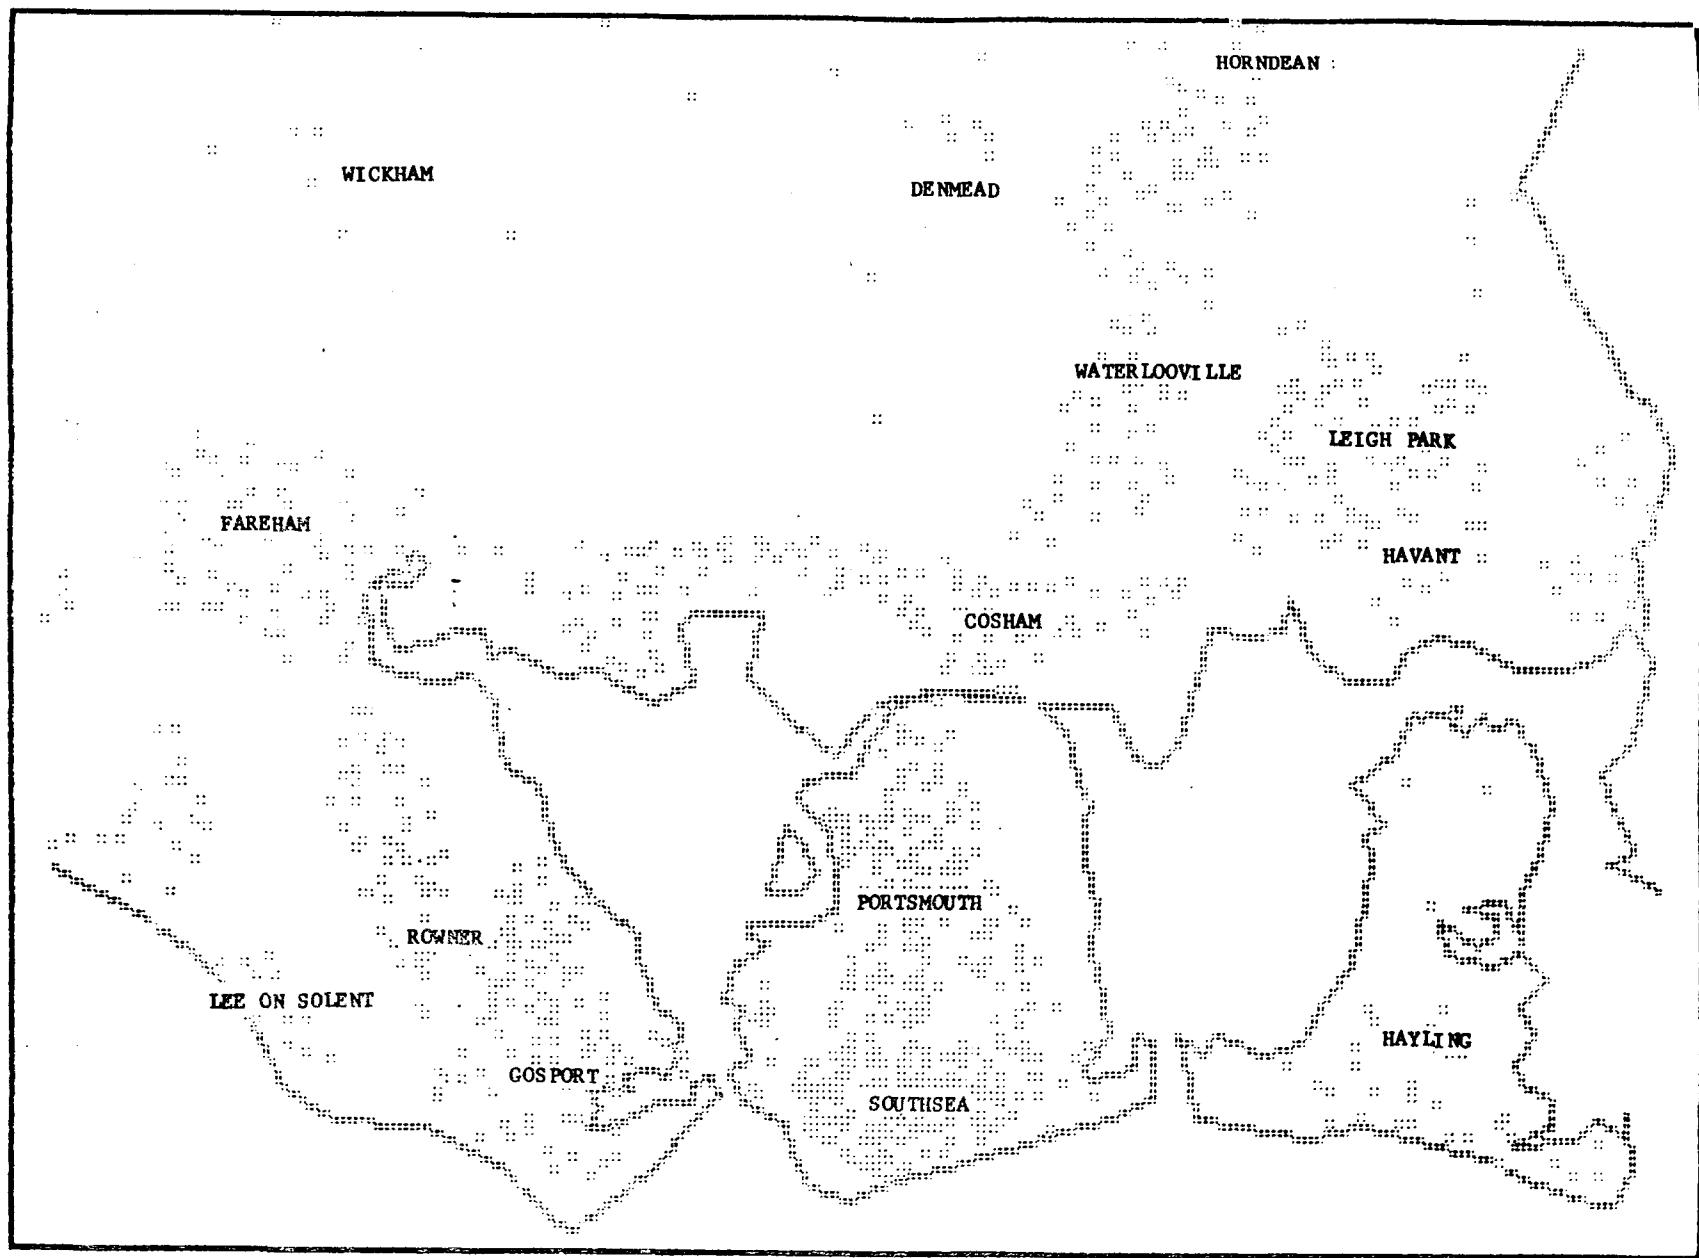 HORNDEAN
WICKHAM
DENMEAD
WATERLOOVILLE
LEIGH PARK
FAREHAM
HAVANT
COSHAM
PORTSMOUTH
ROWNER
LEE ON SOLENT
HAYLING
GOSPORT
SOUTHSEA